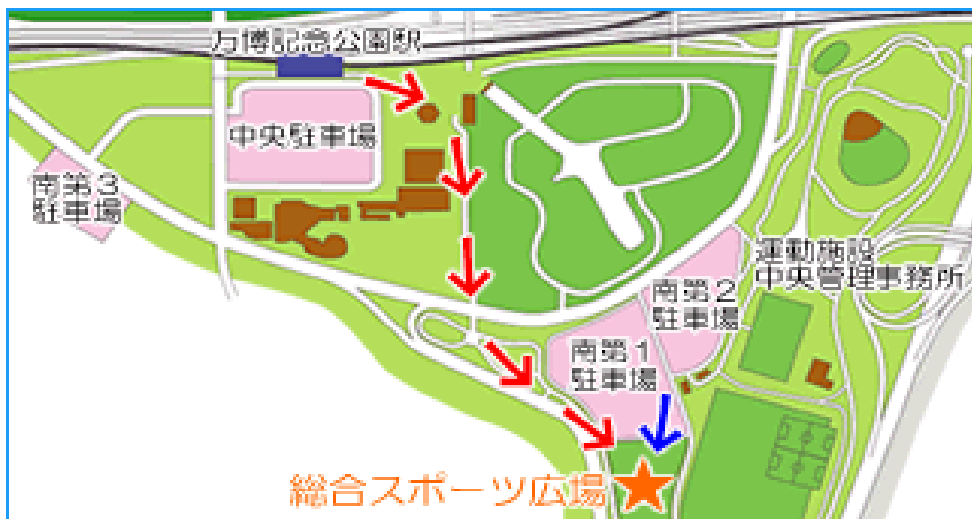 万博記念公園駅
中央駐車場
南第3
駐車場
運動施設
中央管理事務所
南第2
駐車場
南第1
駐車場
総合スポーツ広場